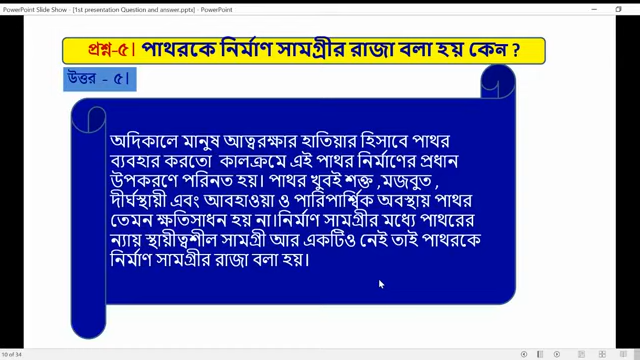 PowerPoint Slide Show - [1st presentation Question and answer.pptx] - PowerPoint
প্রশ্ন-৫। পাথরকে নির্মাণ সামগ্রীর রাজা বলা হয় কেন ?
উত্তর - ৫।
অদিকালে মানুষ আত্বরক্ষার হাতিয়ার হিসাবে পাথর
ব্যবহার করতো কালক্রমে এই পাথর নির্মাণের প্রধান
উপকরণে পরিনত হয়। পাথর খুবই শক্ত ,মজবুত ,
দীর্ঘস্থায়ী এবং আবহাওয়া ও পারিপার্শ্বিক অবস্থায় পাথর
তেমন ক্ষতিসাধন হয় না।নির্মাণ সামগ্রীর মধ্যে পাথরের
ন্যায় স্থায়ীত্বশীল সামগ্রী আর একটিও নেই তাই পাথরকে
নির্মাণ সামগ্রীর রাজা বলা হয়।
10 of 34